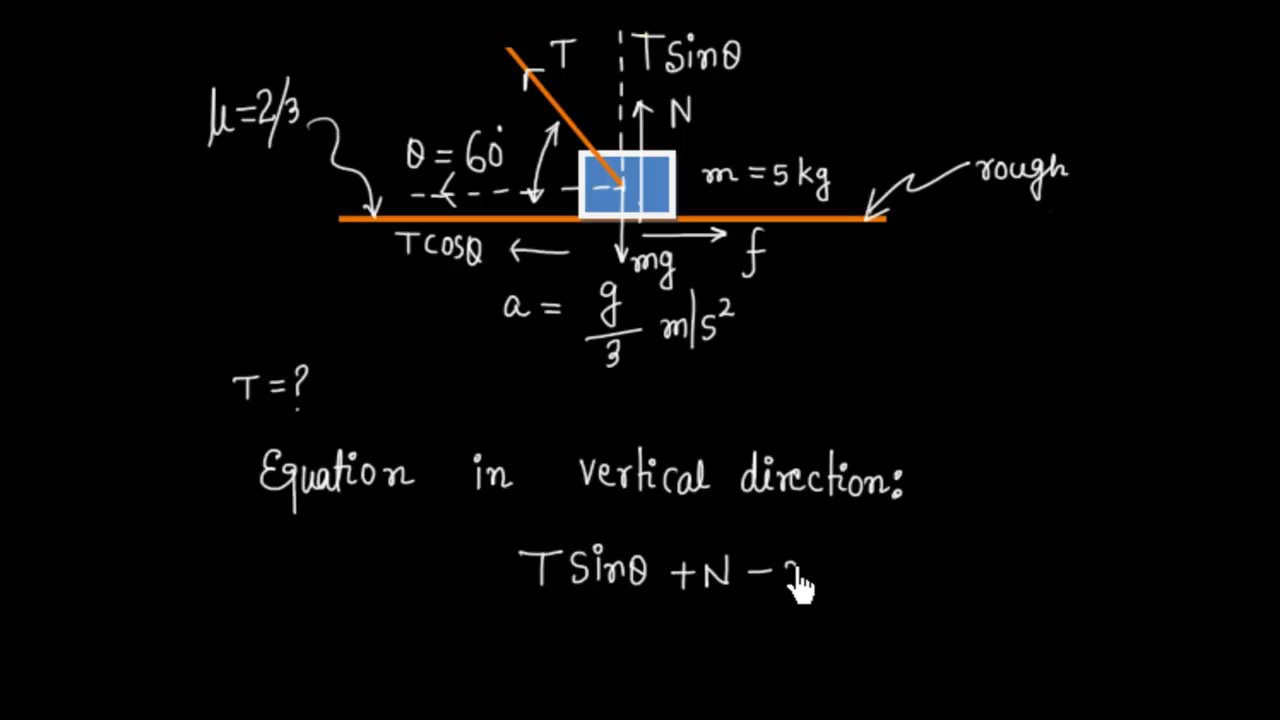 T
Tsinθ
μ=2/3
N
θ = 60°
m = 5 kg
rough
Tcosθ
mg
f
a = g/3 m/s²
T = ?
Equation in vertical direction:
Tsinθ + N -